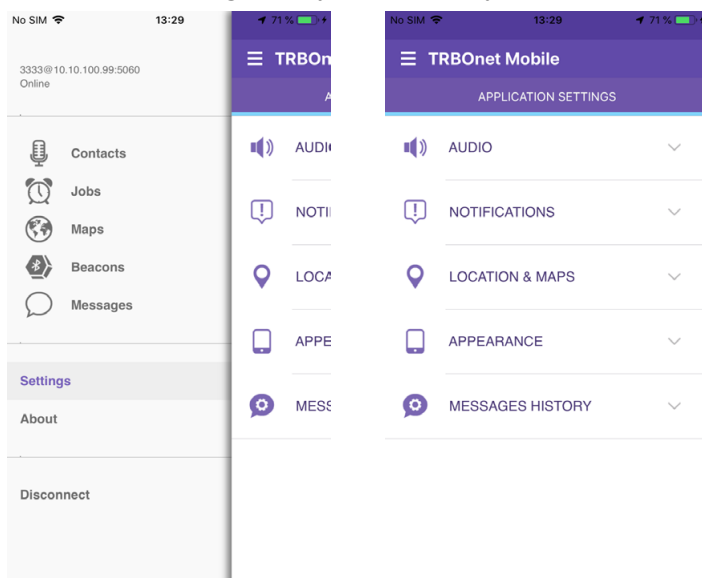 No SIM 13:29
3333@10.10.100.99:5060
Online
Contacts
Jobs
Maps
Beacons
Messages
Settings
About
Disconnect
71 %
TRBOn
A
AUDI
NOTI
LOCA
APPE
MESS
No SIM 13:29 71 %
TRBOnet Mobile
APPLICATION SETTINGS
AUDIO
NOTIFICATIONS
LOCATION & MAPS
APPEARANCE
MESSAGES HISTORY